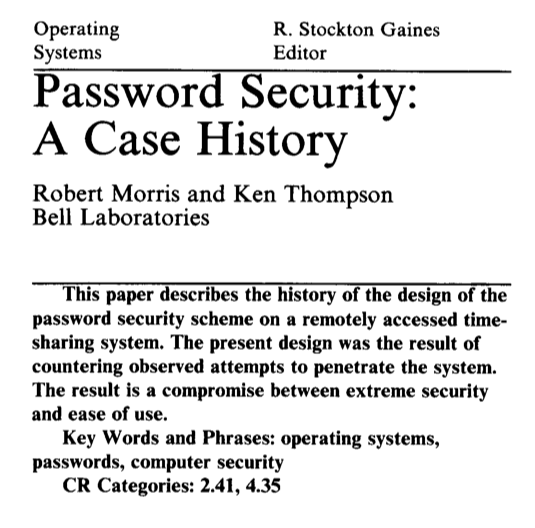 Operating
Systems
R. Stockton Gaines
Editor
Password Security:
A Case History
Robert Morris and Ken Thompson
Bell Laboratories
This paper describes the history of the design of the
password security scheme on a remotely accessed time-
sharing system. The present design was the result of
countering observed attempts to penetrate the system.
The result is a compromise between extreme security
and ease of use.
Key Words and Phrases: operating systems,
passwords, computer security
CR Categories: 2.41, 4.35